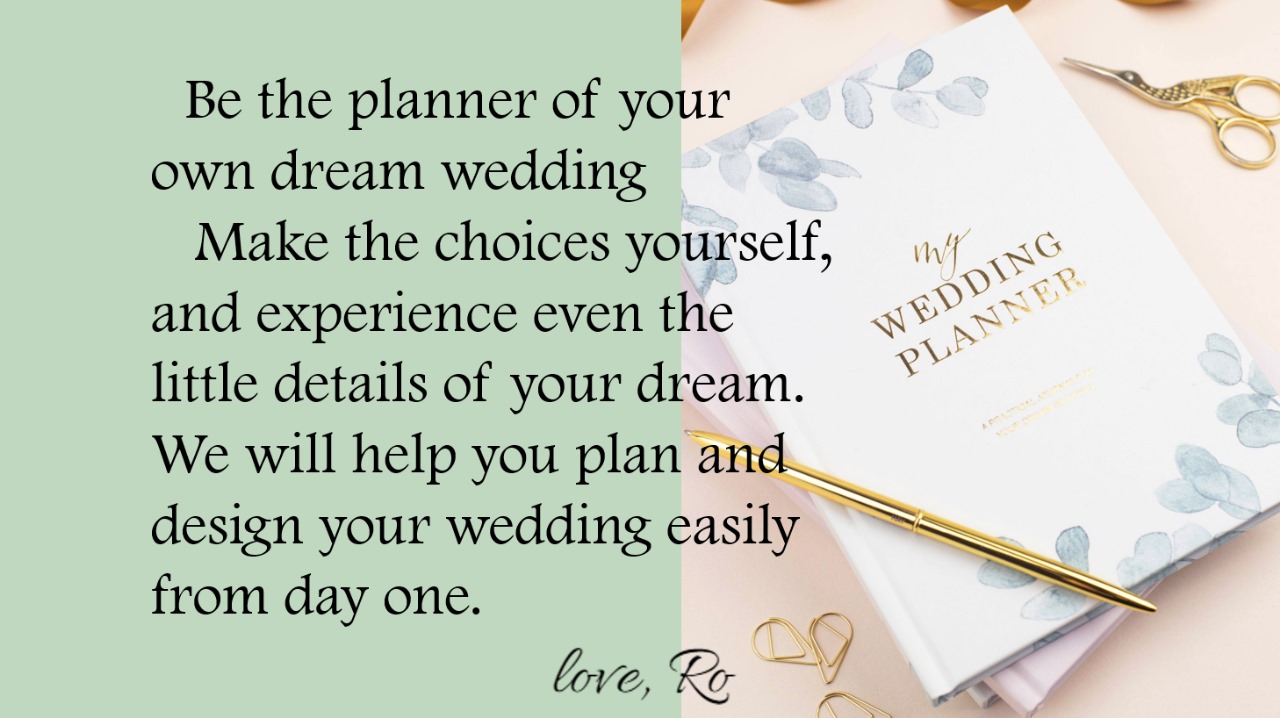 Be the planner of your
own dream wedding
Make the choices yourself,
and experience even the
little details of your dream.
We will help you plan and
design your wedding easily
from day one.
love, Ro
my
WEDDING
PLANNER